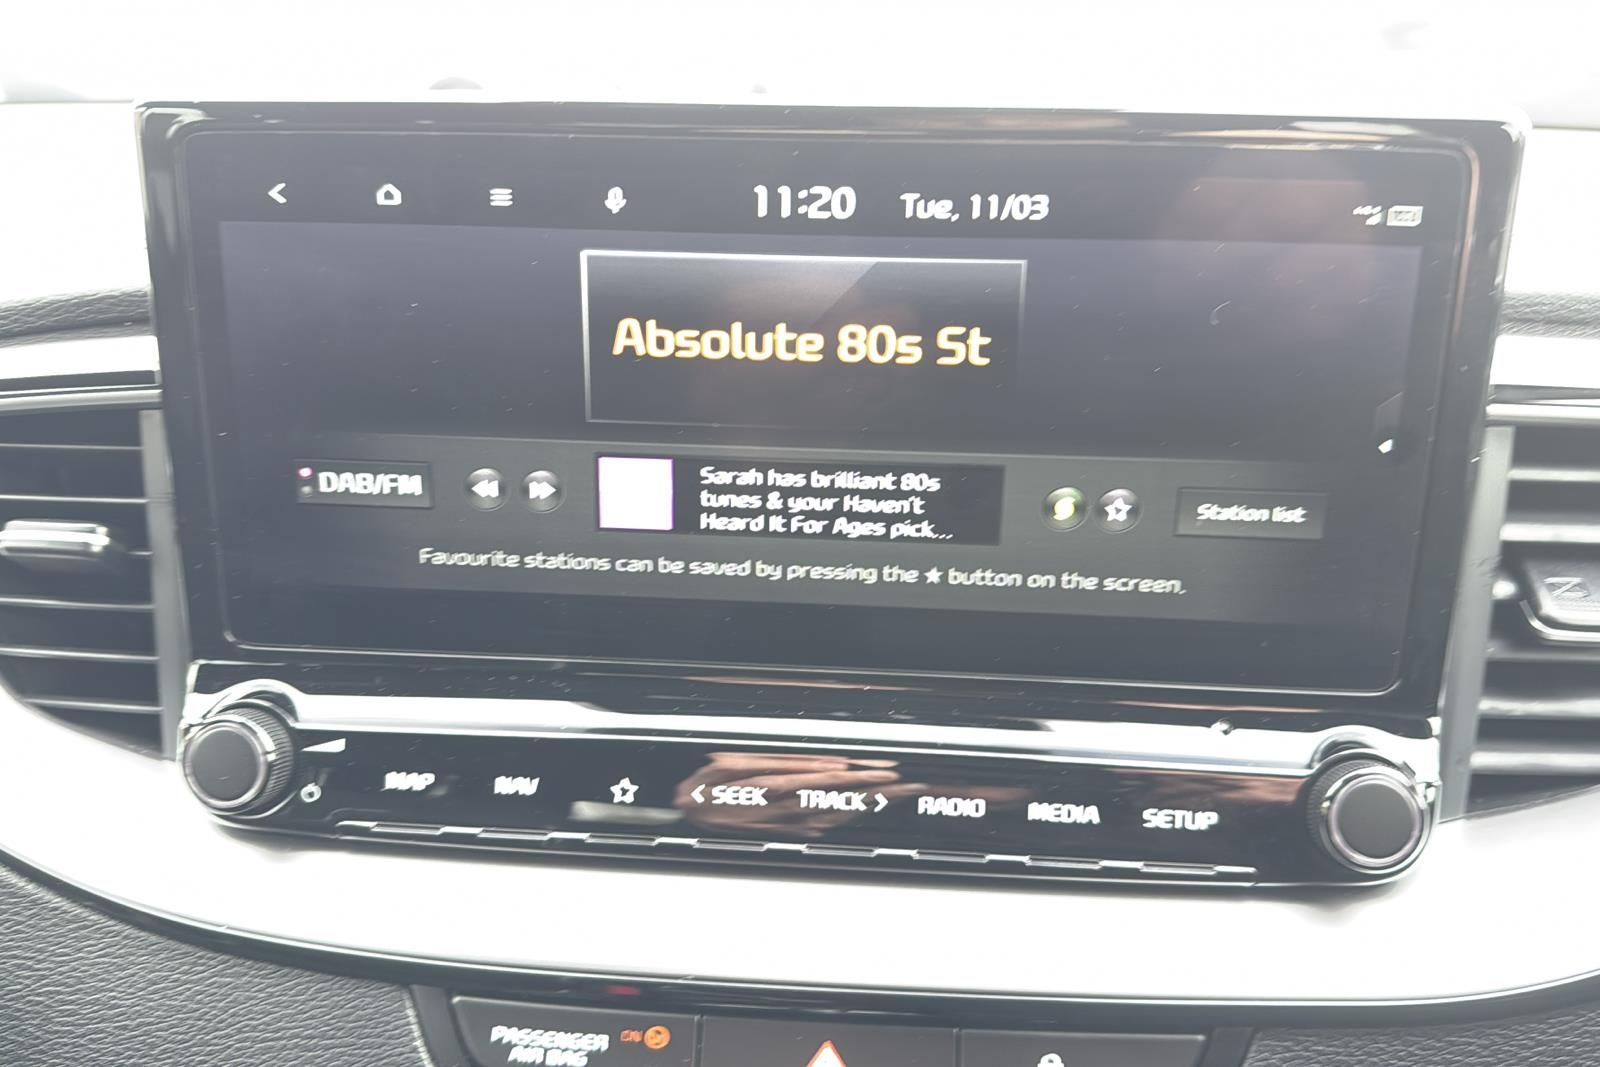 11:20 Tue, 11/03
Absolute 80s St
DAB/FM
Sarah has brilliant 80s
tunes & your Haven't
Heard It For Ages pick...
Station list
Favourite stations can be saved by pressing the ★ button on the screen.
MAP NAV ☆ < SEEK TRACK > RADIO MEDIA SETUP
PASSENGER
AIR BAG
ON